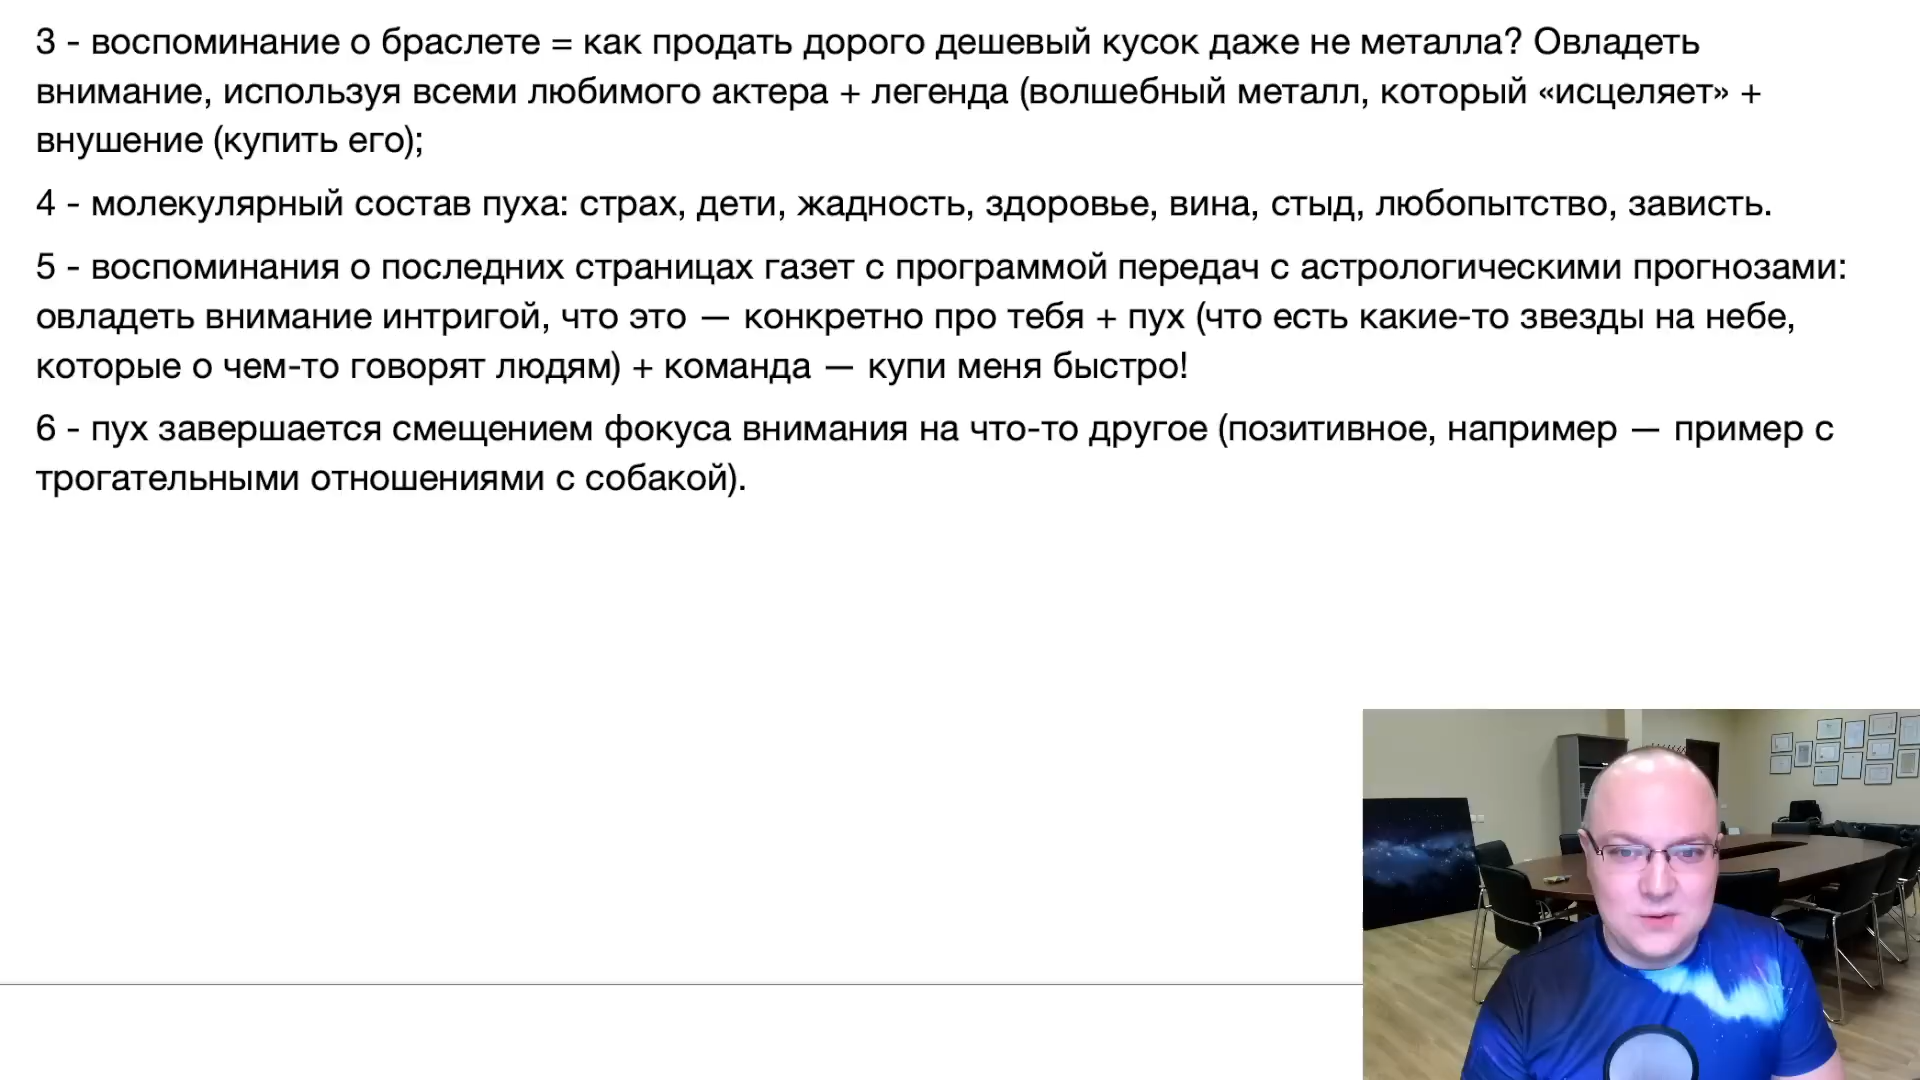 3 - воспоминание о браслете = как продать дорого дешевый кусок даже не металла? Овладеть
внимание, используя всеми любимого актера + легенда (волшебный металл, который «исцеляет» +
внушение (купить его);
4 - молекулярный состав пуха: страх, дети, жадность, здоровье, вина, стыд, любопытство, зависть.
5 - воспоминания о последних страницах газет с программой передач с астрологическими прогнозами:
овладеть внимание интригой, что это — конкретно про тебя + пух (что есть какие-то звезды на небе,
которые о чем-то говорят людям) + команда — купи меня быстро!
6 - пух завершается смещением фокуса внимания на что-то другое (позитивное, например — пример с
трогательными отношениями с собакой).